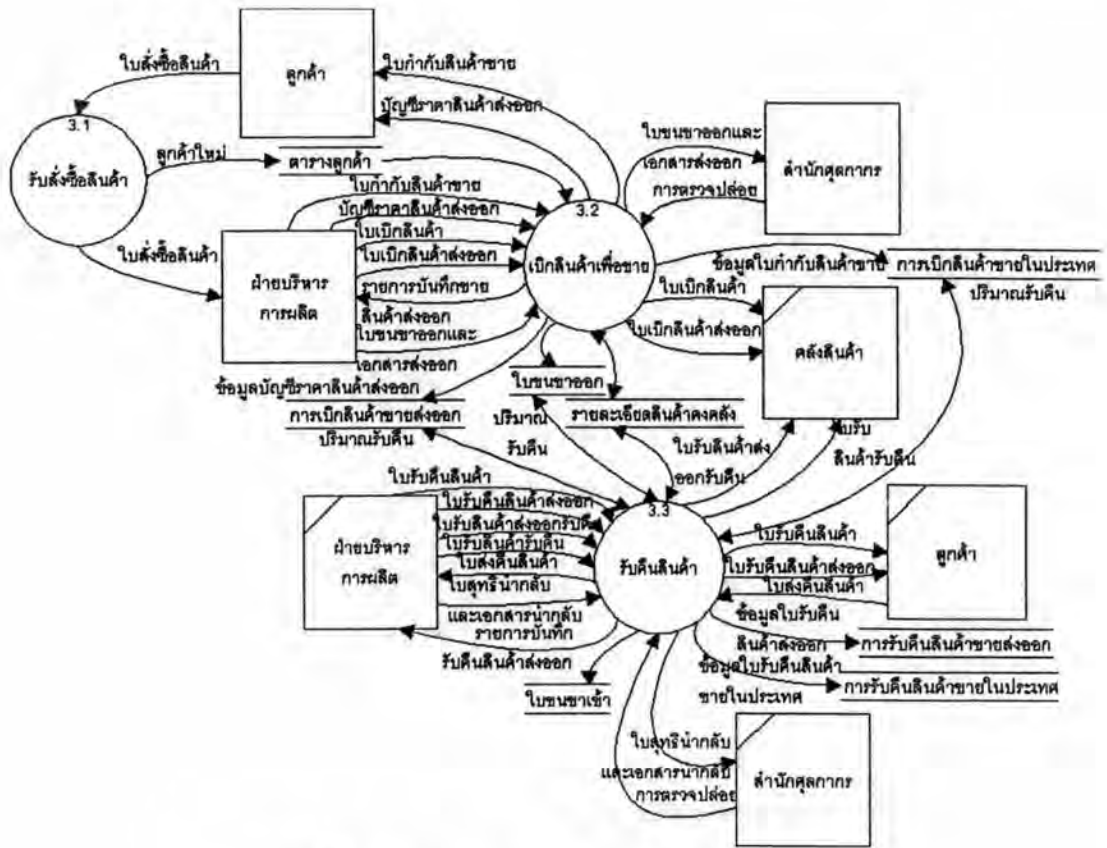 ใบสั่งซื้อสินค้า
ลูกค้า
ใบกำกับสินค้าขาย
บัญชีราคาสินค้าส่งออก
3.1
รับสั่งซื้อสินค้า
ลูกค้าใหม่
ตารางลูกค้า
ใบขนขาออกและ
เอกสารส่งออก
การตรวจปล่อย
สำนักศุลกากร
ใบกำกับสินค้าขาย
บัญชีราคาสินค้าส่งออก
ใบเบิกสินค้า
ใบเบิกสินค้าส่งออก
รายการบันทึกขาย
สินค้าส่งออก
ใบขนขาออกและ
เอกสารส่งออก
3.2
เบิกสินค้าเพื่อขาย
ใบสั่งซื้อสินค้า
ฝ่ายบริหาร
การผลิต
ข้อมูลใบกำกับสินค้าขาย
การเบิกสินค้าขายในประเทศ
ปริมาณรับคืน
ใบเบิกสินค้า
ใบเบิกสินค้าส่งออก
คลังสินค้า
ข้อมูลบัญชีราคาสินค้าส่งออก
การเบิกสินค้าขายส่งออก
ปริมาณรับคืน
ใบขนขาออก
ปริมาณ
รับคืน
รายละเอียดสินค้าคงคลัง
ใบรับสินค้าส่ง
ออกรับคืน
ใบรับ
สินค้ารับคืน
ใบรับคืนสินค้า
ใบรับคืนสินค้าส่งออก
ใบรับสินค้าส่งออกรับคืน
ใบรับสินค้ารับคืน
ใบส่งคืนสินค้า
ใบสุทธินำกลับ
และเอกสารนำกลับ
รายการบันทึก
รับคืนสินค้าส่งออก
ฝ่ายบริหาร
การผลิต
3.3
รับคืนสินค้า
ใบรับคืนสินค้า
ใบรับคืนสินค้าส่งออก
ใบส่งคืนสินค้า
ลูกค้า
ข้อมูลใบรับคืน
สินค้าส่งออก
การรับคืนสินค้าขายส่งออก
ข้อมูลใบรับคืนสินค้า
ขายในประเทศ
การรับคืนสินค้าขายในประเทศ
ใบขนขาเข้า
ใบสุทธินำกลับ
และเอกสารนำกลับ
การตรวจปล่อย
สำนักศุลกากร